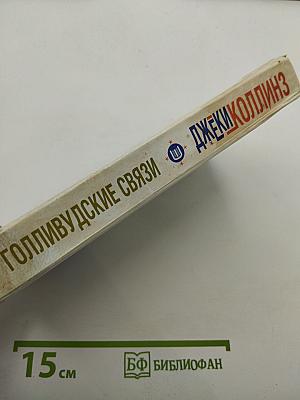 ГОЛЛИВУДСКИЕ СВЯЗИ
ДЖЕКИ КОЛЛИНЗ
15 см
БФ БИБЛИОФАН